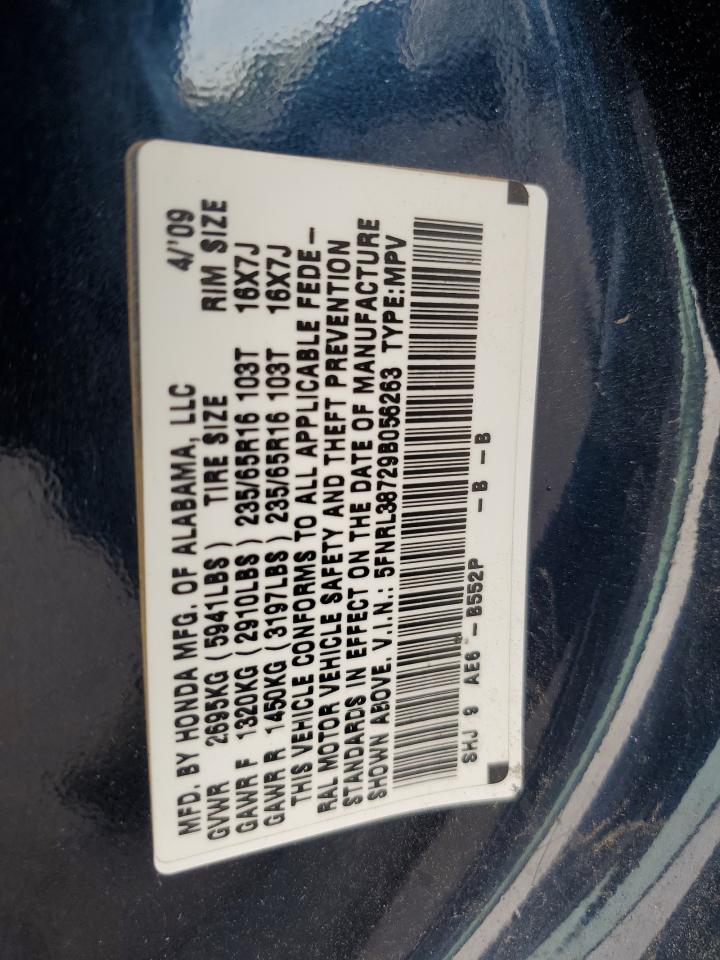 MFD. BY HONDA MFG. OF ALABAMA, LLC 4/'09
GVWR 2695KG (5941LBS) TIRE SIZE RIM SIZE
GAWR F 1320KG (2910LBS) 235/65R16 103T 16X7J
GAWR R 1450KG (3197LBS) 235/65R16 103T 16X7J
THIS VEHICLE CONFORMS TO ALL APPLICABLE FEDE-
RAL MOTOR VEHICLE SAFETY AND THEFT PREVENTION
STANDARDS IN EFFECT ON THE DATE OF MANUFACTURE
SHOWN ABOVE. V.I.N.: 5FNRL38729B056263 TYPE:MPV
SHJ 9 AE6 -B552P -B -B